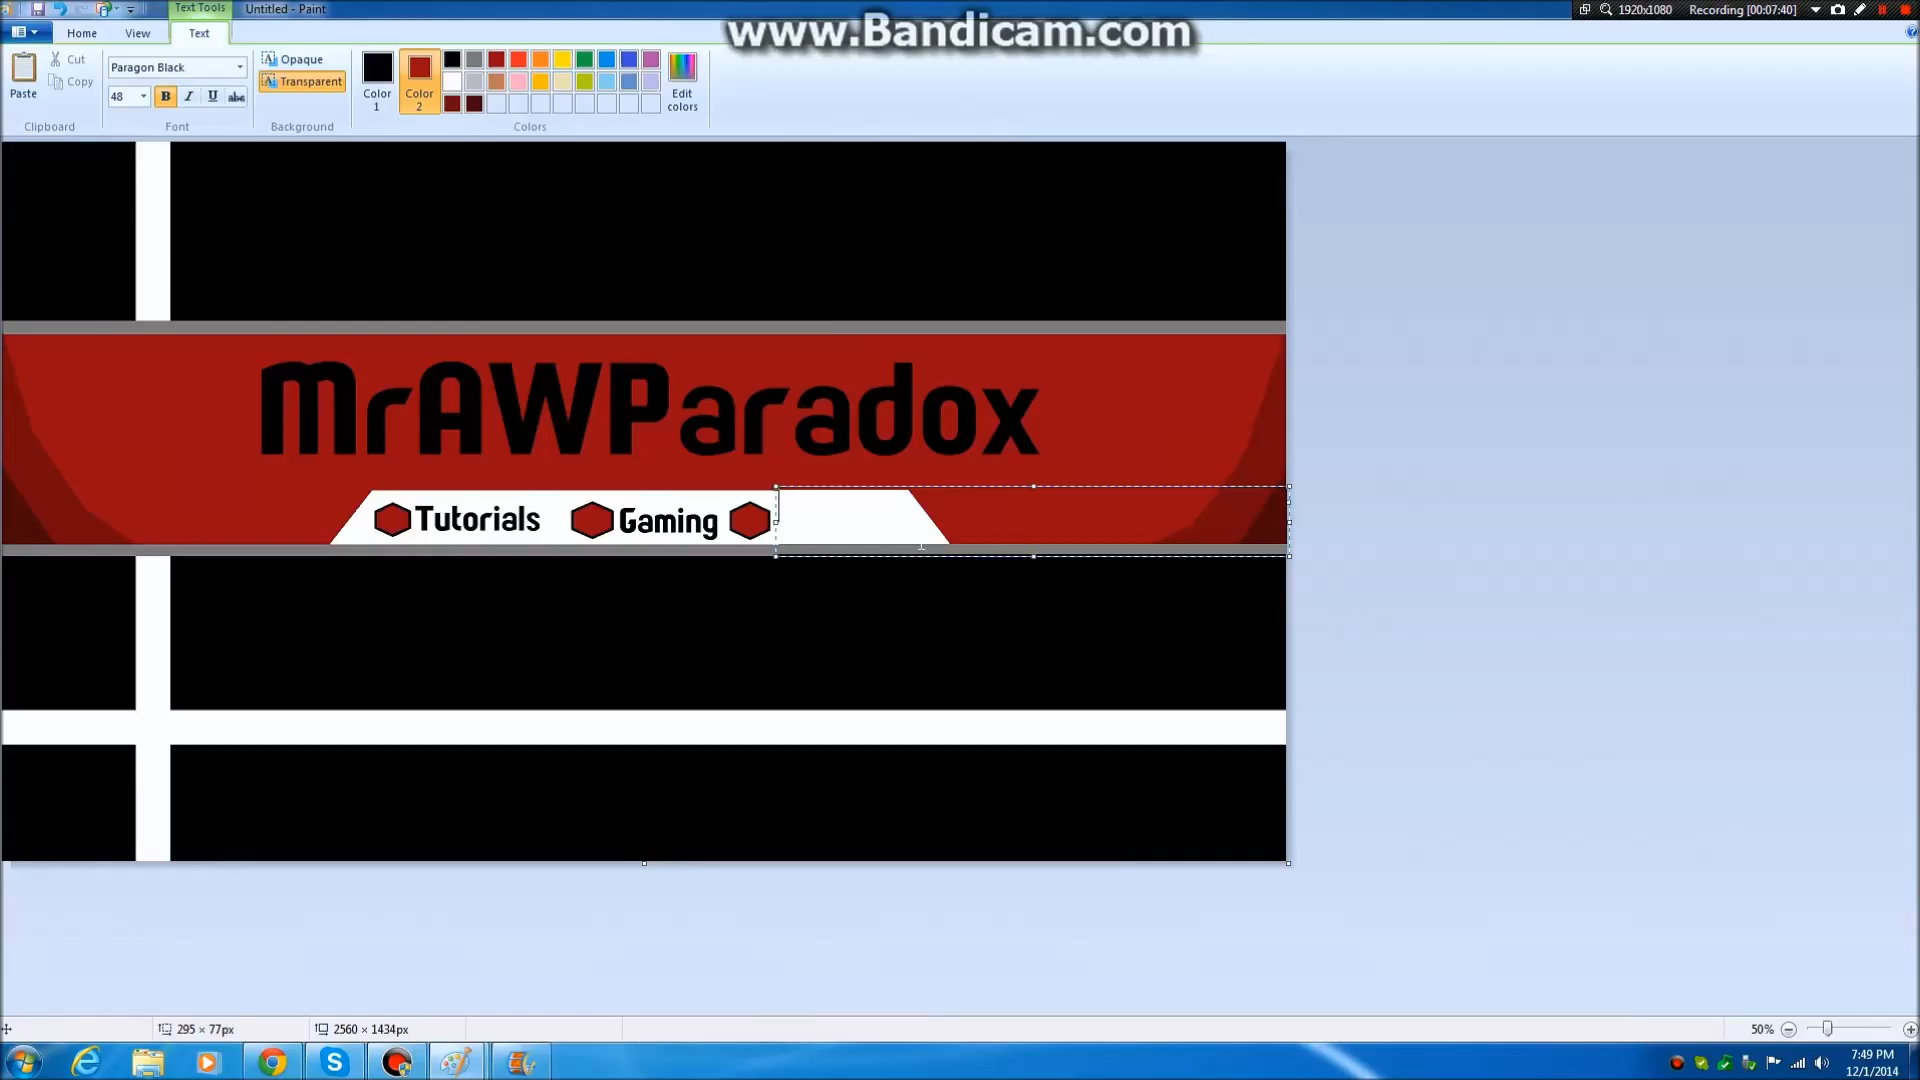 Text Tools
Untitled - Paint
www.Bandicam.com
1920x1080
Recording [00:07:40]
Home
View
Text
Paste
Cut
Copy
Clipboard
Paragon Black
48
B I U abc
Font
Opaque
Transparent
Background
Color 1
Color 2
Edit colors
Colors
MrAWParadox
Tutorials
Gaming
295 × 77px
2560 × 1434px
50%
7:49 PM
12/1/2014